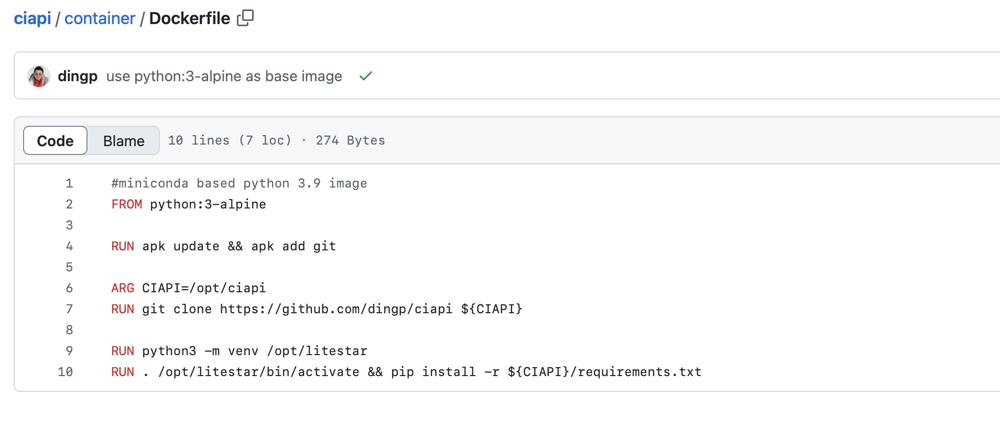 ciapi / container / Dockerfile
dingp use python:3-alpine as base image
Code Blame 10 lines (7 loc) · 274 Bytes
1 #miniconda based python 3.9 image
2 FROM python:3-alpine
3
4 RUN apk update && apk add git
5
6 ARG CIAPI=/opt/ciapi
7 RUN git clone https://github.com/dingp/ciapi ${CIAPI}
8
9 RUN python3 -m venv /opt/litestar
10 RUN . /opt/litestar/bin/activate && pip install -r ${CIAPI}/requirements.txt